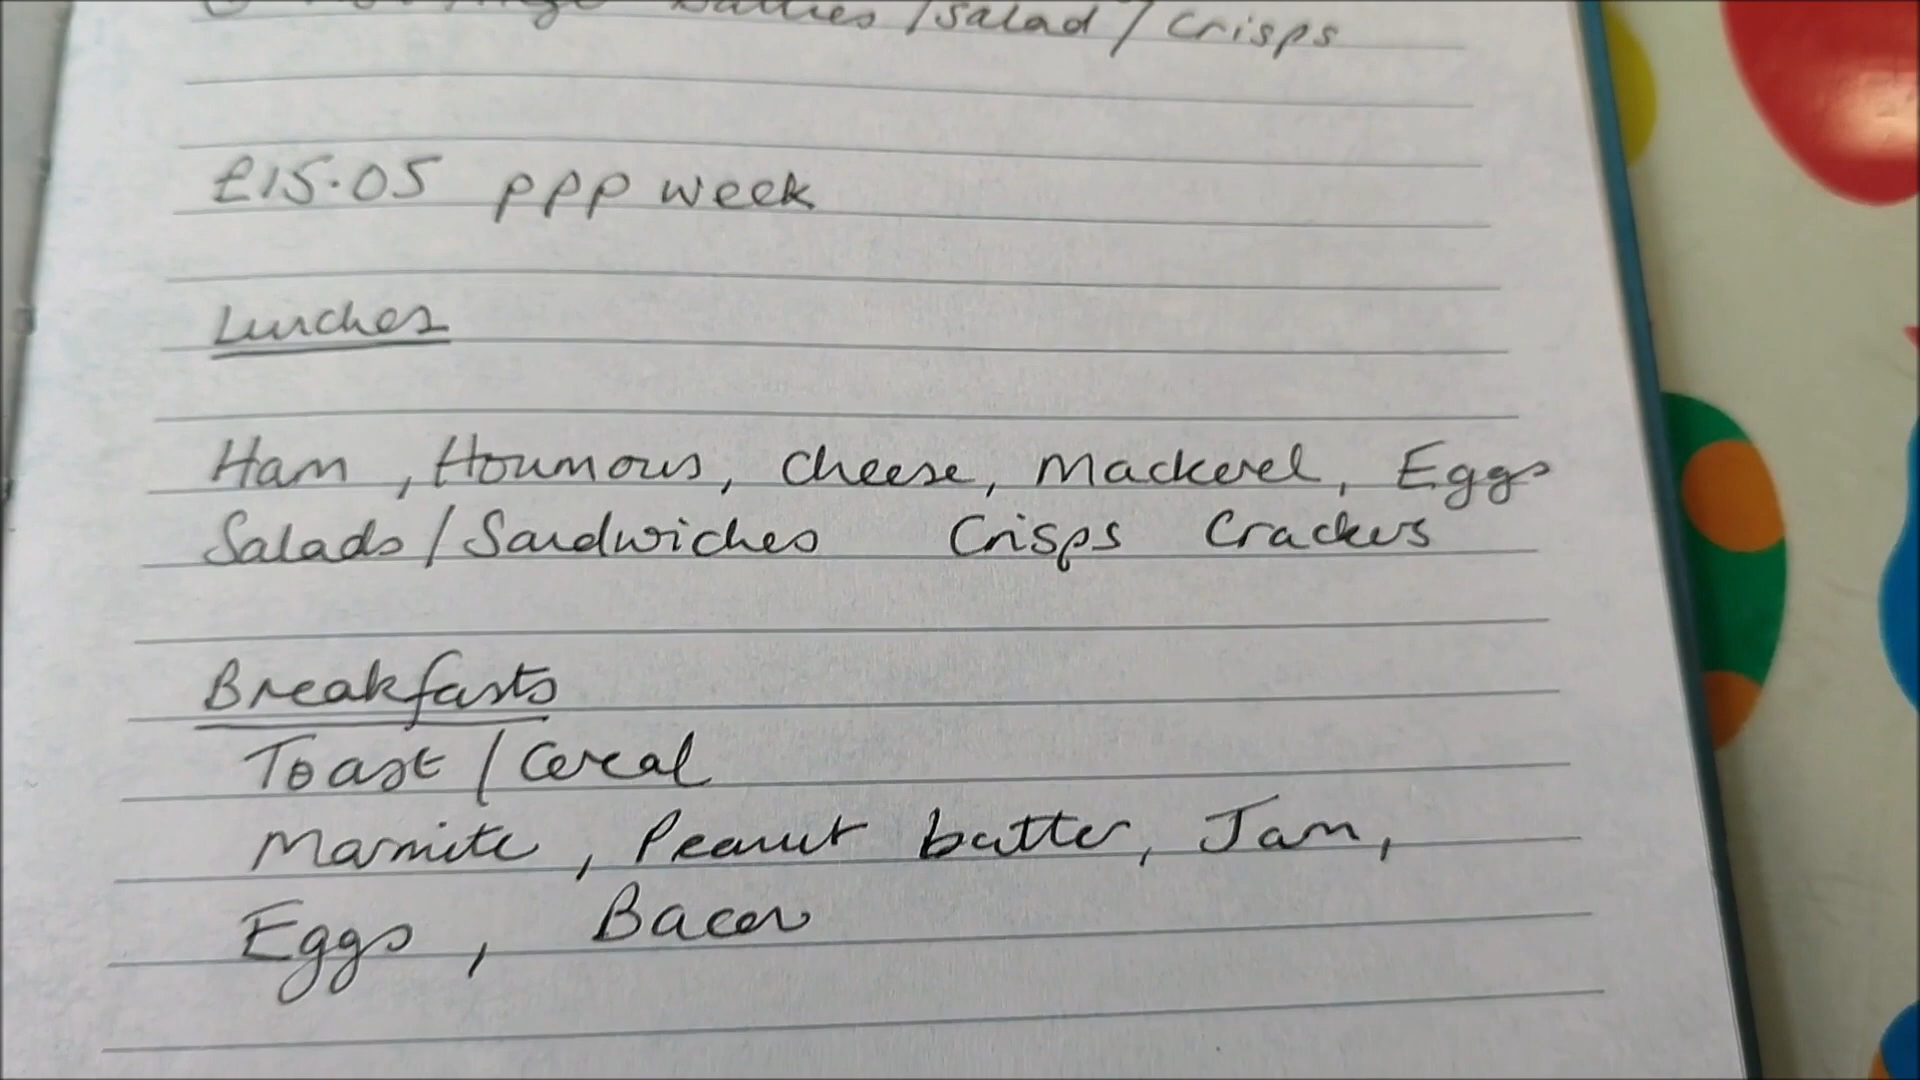 /Salad/Crisps
£15.05 PPP week
Lunches
Ham, Houmous, cheese, Mackerel, Eggs
Salads/Sandwiches Crisps Crackers
Breakfasts
Toast/Cereal
Marmite, Peanut butter, Jam,
Eggs, Bacon